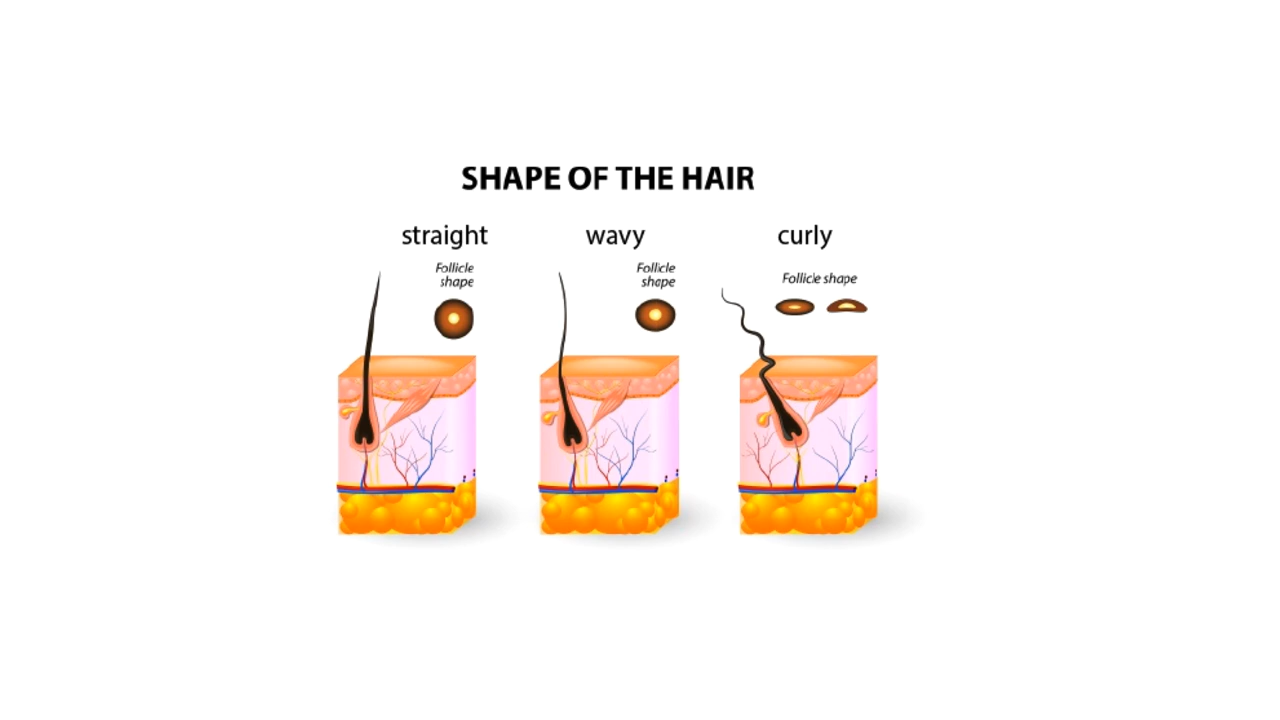 SHAPE OF THE HAIR
straight
wavy
curly
Follicle
shape
Follicle
shape
Follicle shape